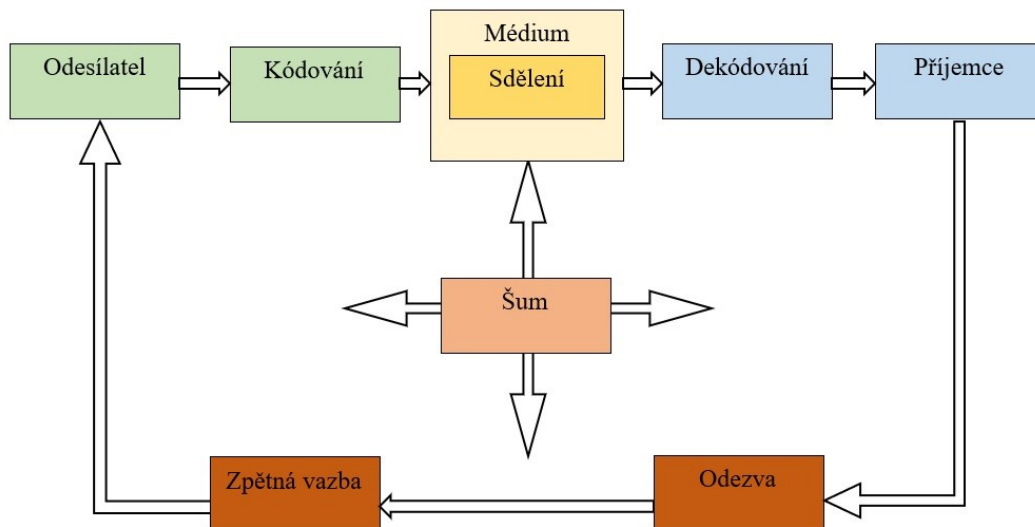 Odesílatel
Kódování
Médium
Sdělení
Dekódování
Příjemce
Šum
Zpětná vazba
Odezva